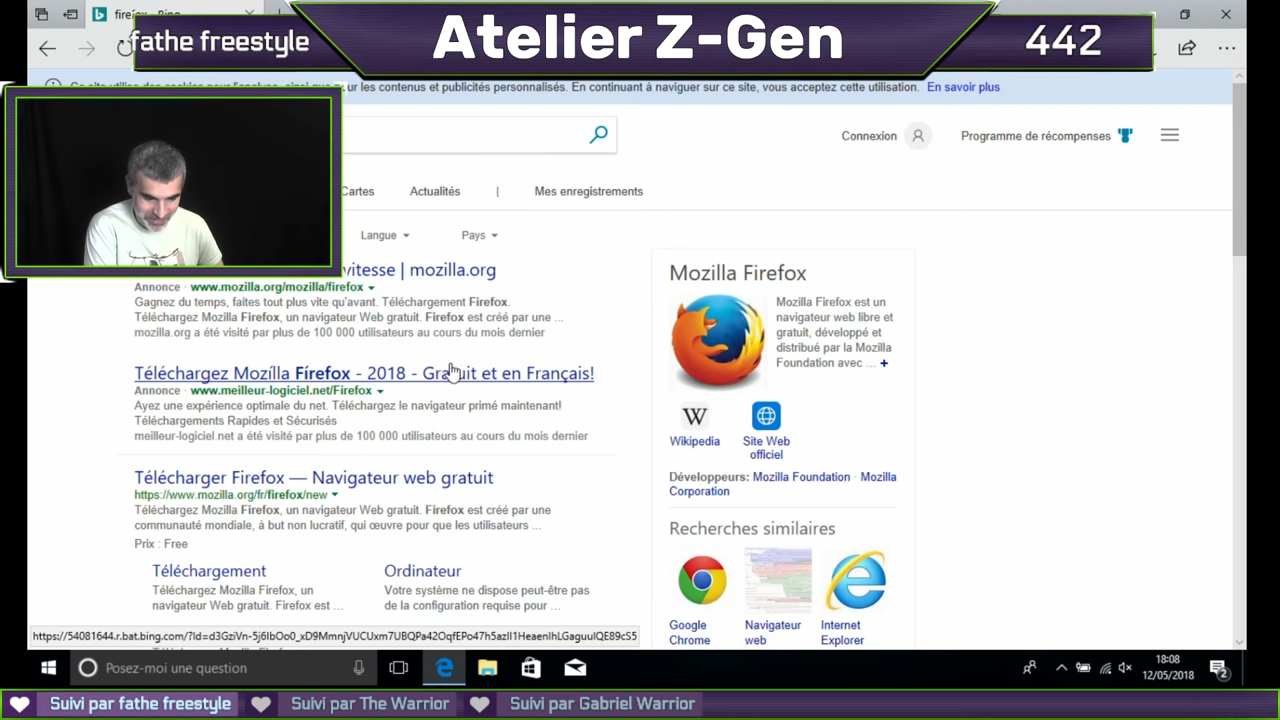 firefox - Bing
fathe freestyle
Atelier Z-Gen
442
ur les contenus et publicités personnalisés. En continuant à naviguer sur ce site, vous acceptez cette utilisation. En savoir plus
Connexion
Programme de récompenses
Cartes
Actualités
|
Mes enregistrements
Langue
Pays
vitesse | mozilla.org
Annonce · www.mozilla.org/mozilla/firefox
Gagnez du temps, faites tout plus vite qu'avant. Téléchargement Firefox.
Téléchargez Mozilla Firefox, un navigateur Web gratuit. Firefox est créé par une ...
mozilla.org a été visité par plus de 100 000 utilisateurs au cours du mois dernier
Téléchargez Mozílla Fírefox - 2018 - Gratuit et en Français!
Annonce · www.meilleur-logiciel.net/Firefox
Ayez une expérience optimale du net. Téléchargez le navigateur primé maintenant!
Téléchargements Rapides et Sécurisés
meilleur-logiciel.net a été visité par plus de 100 000 utilisateurs au cours du mois dernier
Télécharger Firefox — Navigateur web gratuit
https://www.mozilla.org/fr/firefox/new
Téléchargez Mozilla Firefox, un navigateur Web gratuit. Firefox est créé par une
communauté mondiale, à but non lucratif, qui œuvre pour que les utilisateurs ...
Prix : Free
Téléchargement
Téléchargez Mozilla Firefox, un
navigateur Web gratuit. Firefox est ...
Ordinateur
Votre système ne dispose peut-être pas
de la configuration requise pour ...
Mozilla Firefox
Mozilla Firefox est un
navigateur web libre et
gratuit, développé et
distribué par la Mozilla
Foundation avec ... +
W
Wikipedia
Site Web
officiel
Développeurs: Mozilla Foundation · Mozilla
Corporation
Recherches similaires
Google
Chrome
Navigateur
web
Internet
Explorer
Posez-moi une question
18:08
12/05/2018
2
Suivi par fathe freestyle
Suivi par The Warrior
Suivi par Gabriel Warrior